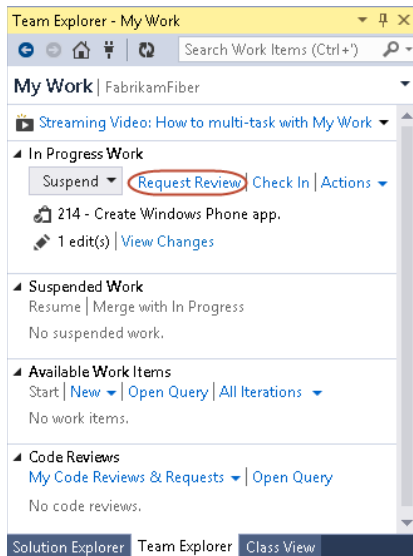 Team Explorer - My Work
Search Work Items (Ctrl+')
My Work | FabrikamFiber
Streaming Video: How to multi-task with My Work
In Progress Work
Suspend Request Review | Check In | Actions
214 - Create Windows Phone app.
1 edit(s) | View Changes
Suspended Work
Resume | Merge with In Progress
No suspended work.
Available Work Items
Start | New | Open Query | All Iterations
No work items.
Code Reviews
My Code Reviews & Requests | Open Query
No code reviews.
Solution Explorer Team Explorer Class View